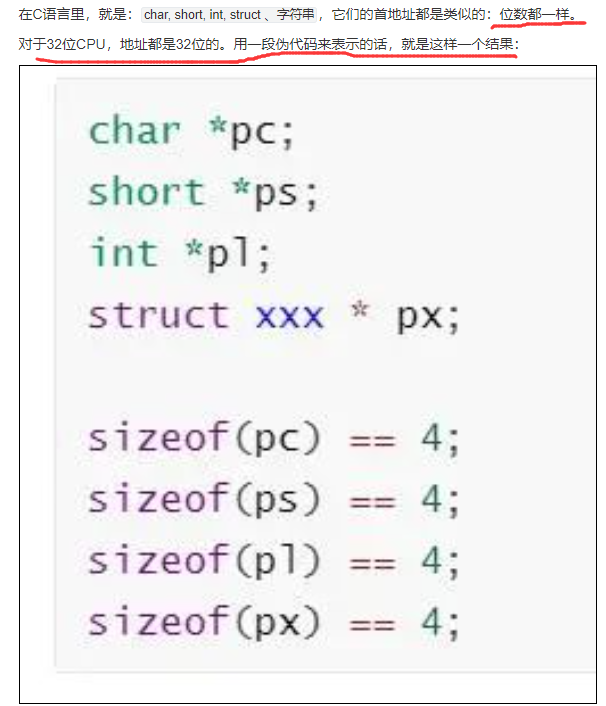 在C语言里，就是：char, short, int, struct 、字符串，它们的首地址都是类似的：位数都一样。
对于32位CPU，地址都是32位的。用一段伪代码来表示的话，就是这样一个结果：
char *pc;
short *ps;
int *pl;
struct xxx * px;
sizeof(pc) == 4;
sizeof(ps) == 4;
sizeof(pl) == 4;
sizeof(px) == 4;